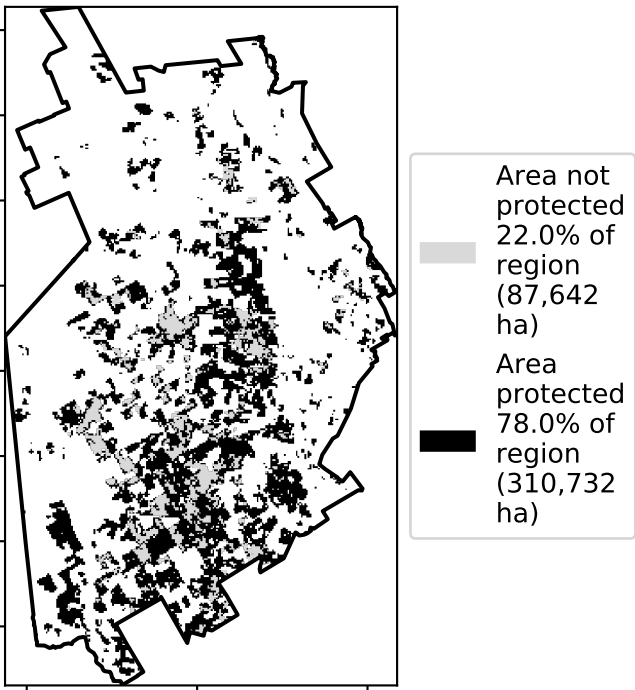 Area not
protected
22.0% of
region
(87,642
ha)
Area
protected
78.0% of
region
(310,732
ha)